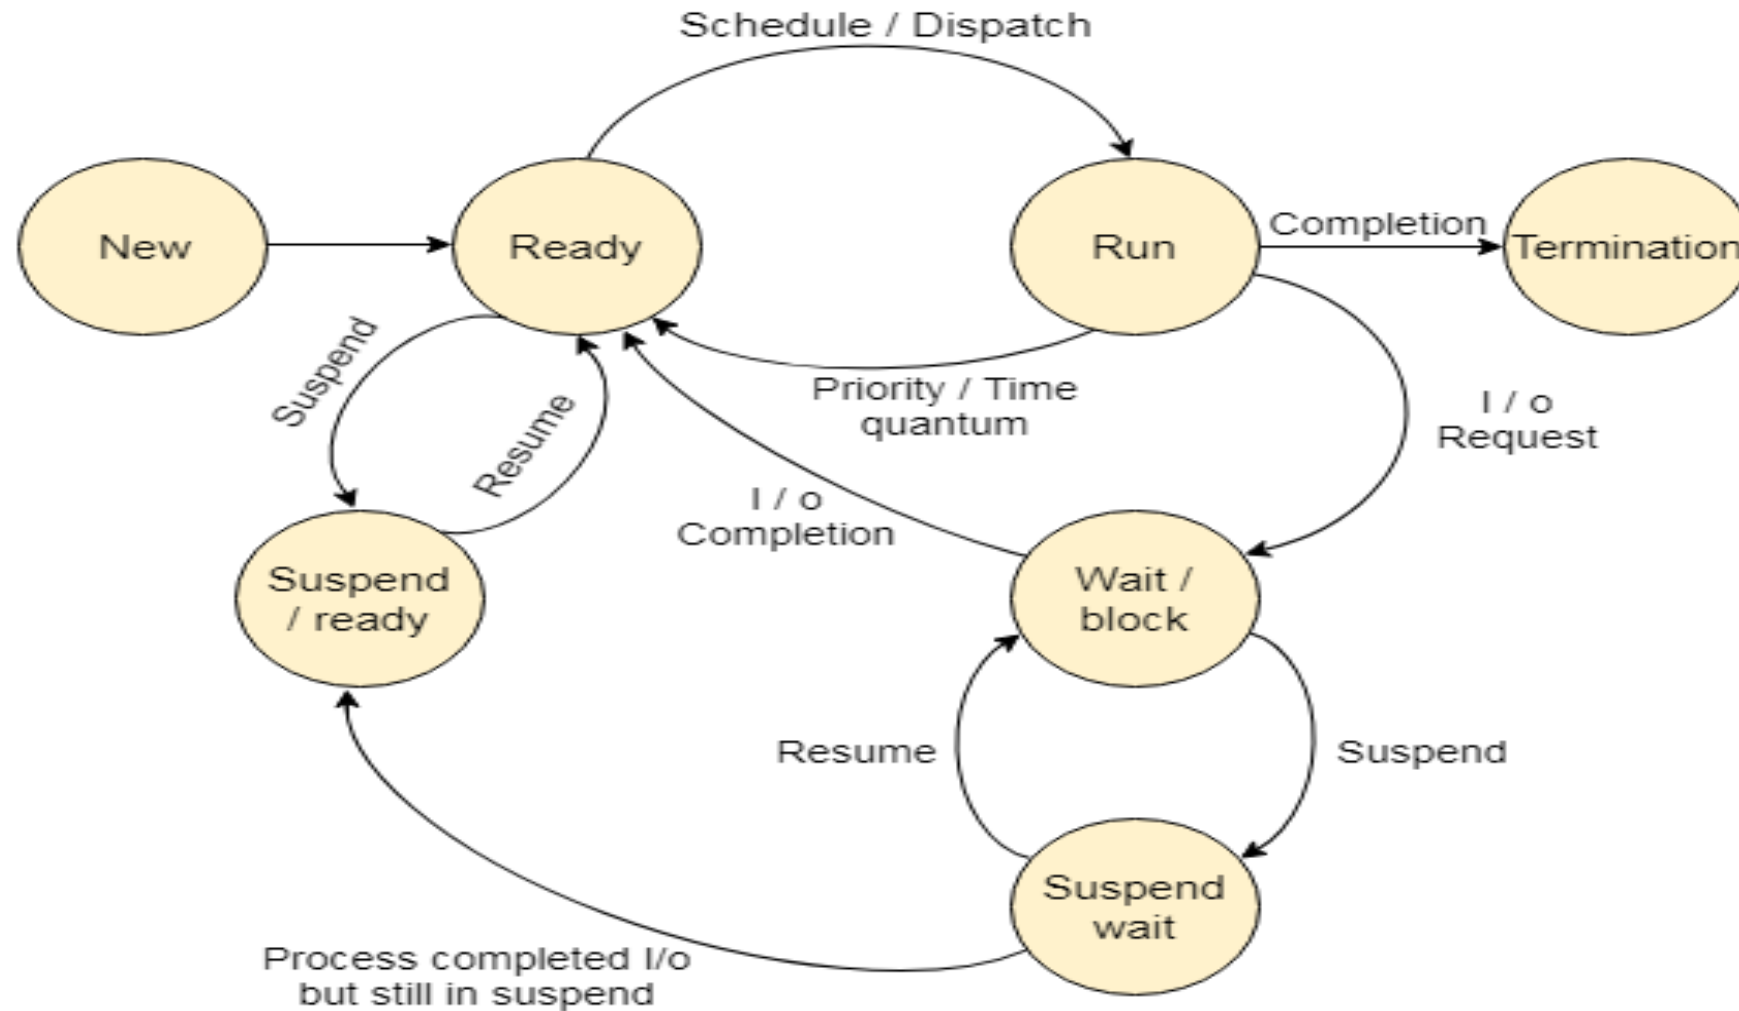 Schedule / Dispatch
New
Ready
Run
Completion
Termination
Suspend
Resume
Priority / Time
quantum
I / o
Request
I / o
Completion
Suspend
/ ready
Wait /
block
Resume
Suspend
Suspend
wait
Process completed I/o
but still in suspend